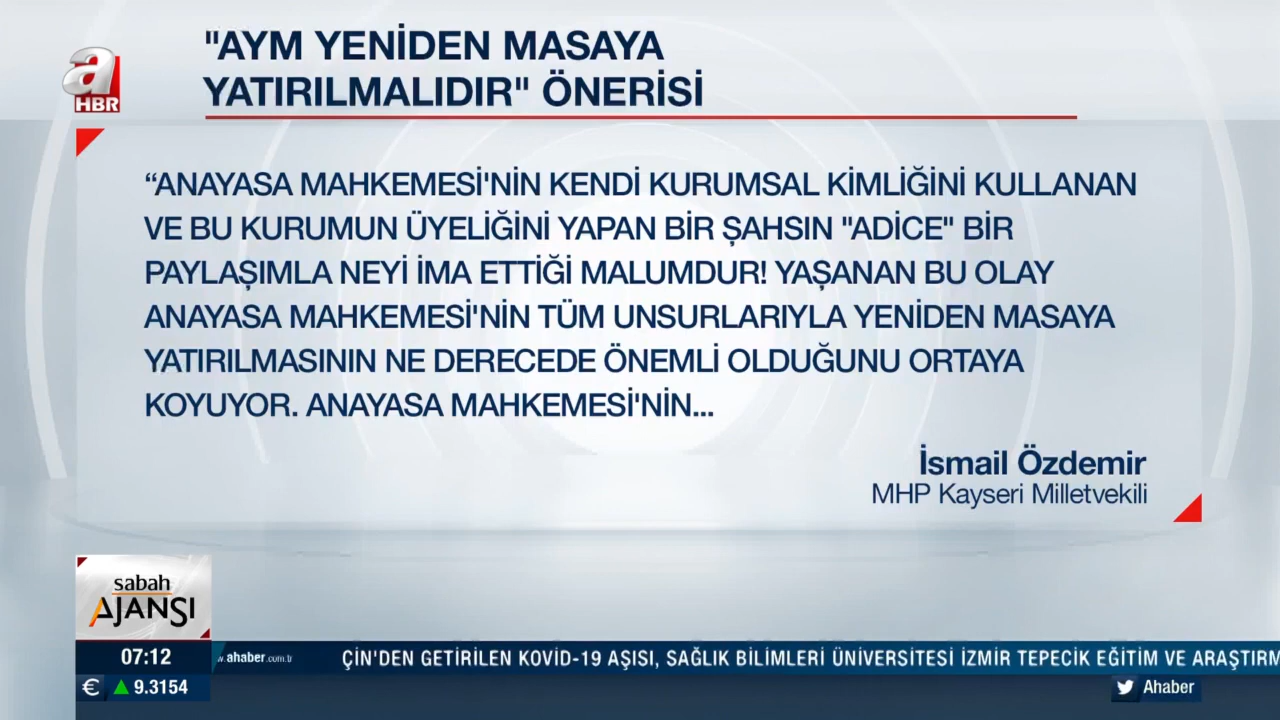 "AYM YENİDEN MASAYA
YATIRILMALIDIR" ÖNERİSİ
a
HBR
“ANAYASA MAHKEMESİ'NİN KENDİ KURUMSAL KİMLİĞİNİ KULLANAN
VE BU KURUMUN ÜYELİĞİNİ YAPAN BİR ŞAHSIN "ADİCE" BİR
PAYLAŞIMLA NEYİ İMA ETTİĞİ MALUMDUR! YAŞANAN BU OLAY
ANAYASA MAHKEMESİ'NİN TÜM UNSURLARIYLA YENİDEN MASAYA
YATIRILMASININ NE DERECEDE ÖNEMLİ OLDUĞUNU ORTAYA
KOYUYOR. ANAYASA MAHKEMESİ'NİN...
İsmail Özdemir
MHP Kayseri Milletvekili
sabah
AJANSI
07:12
w.ahaber.com.tr
ÇİN'DEN GETİRİLEN KOVİD-19 AŞISI, SAĞLIK BİLİMLERİ ÜNİVERSİTESİ İZMİR TEPECİK EĞİTİM VE ARAŞTIRM
€ ▲ 9.3154
Ahaber